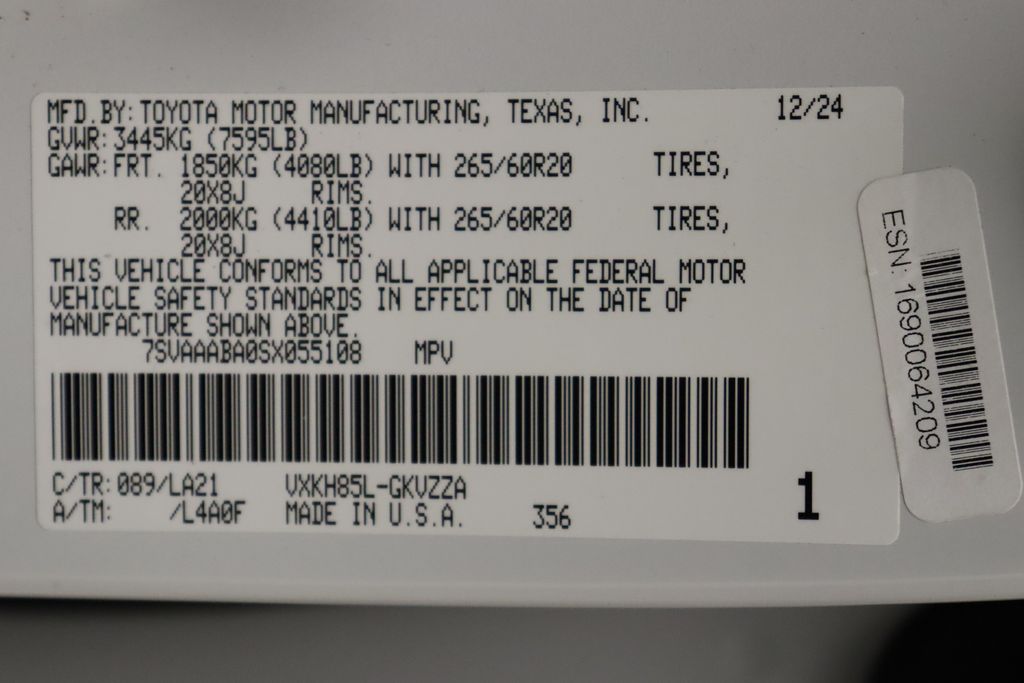 MFD.BY: TOYOTA MOTOR MANUFACTURING, TEXAS, INC. 12/24
GVWR: 3445KG (7595LB)
GAWR: FRT. 1850KG (4080LB) WITH 265/60R20 TIRES,
20X8J RIMS.
RR. 2000KG (4410LB) WITH 265/60R20 TIRES,
20X8J RIMS.
THIS VEHICLE CONFORMS TO ALL APPLICABLE FEDERAL MOTOR
VEHICLE SAFETY STANDARDS IN EFFECT ON THE DATE OF
MANUFACTURE SHOWN ABOVE.
7SVAAABA0SX055108 MPV
C/TR: 089/LA21 VXKH85L-GKVZZA
A/TM: /L4A0F MADE IN U.S.A. 356
1
ESN: 1690064209